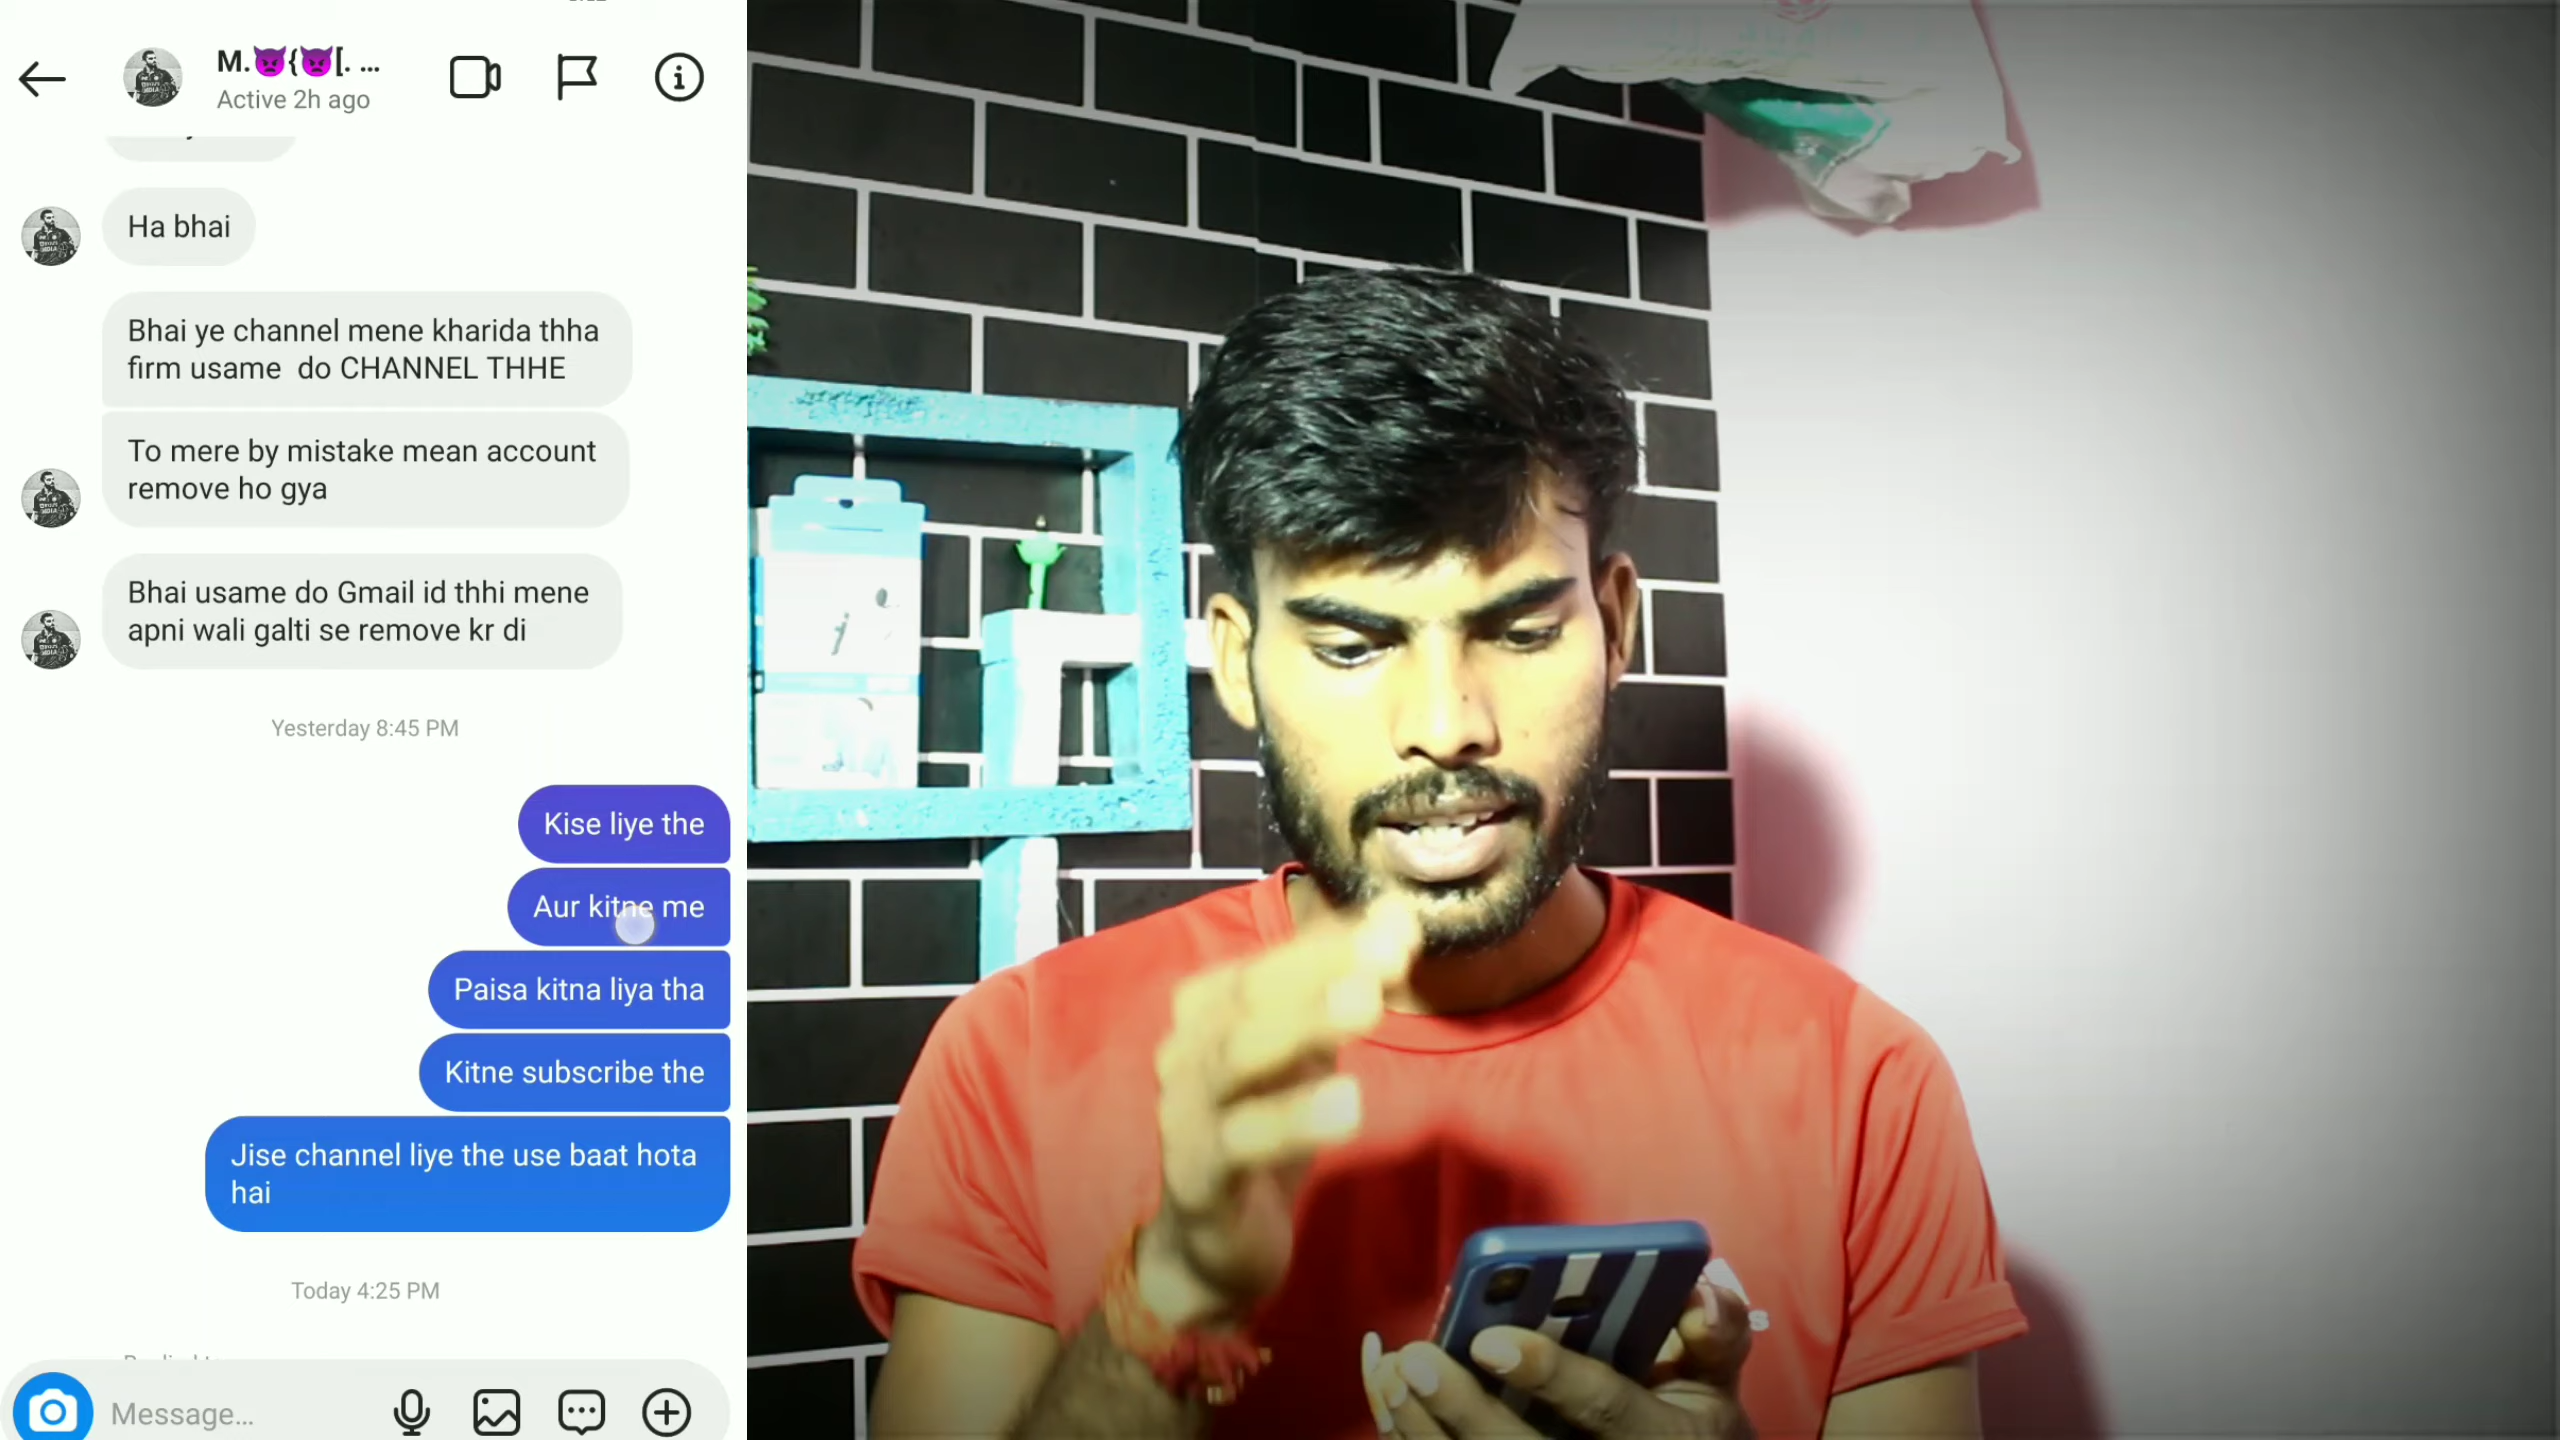 M.😈{😈[. ...
Active 2h ago
Ha bhai
Bhai ye channel mene kharida thha
firm usame do CHANNEL THHE
To mere by mistake mean account
remove ho gya
Bhai usame do Gmail id thhi mene
apni wali galti se remove kr di
Yesterday 8:45 PM
Kise liye the
Aur kitne me
Paisa kitna liya tha
Kitne subscribe the
Jise channel liye the use baat hota
hai
Today 4:25 PM
Message...